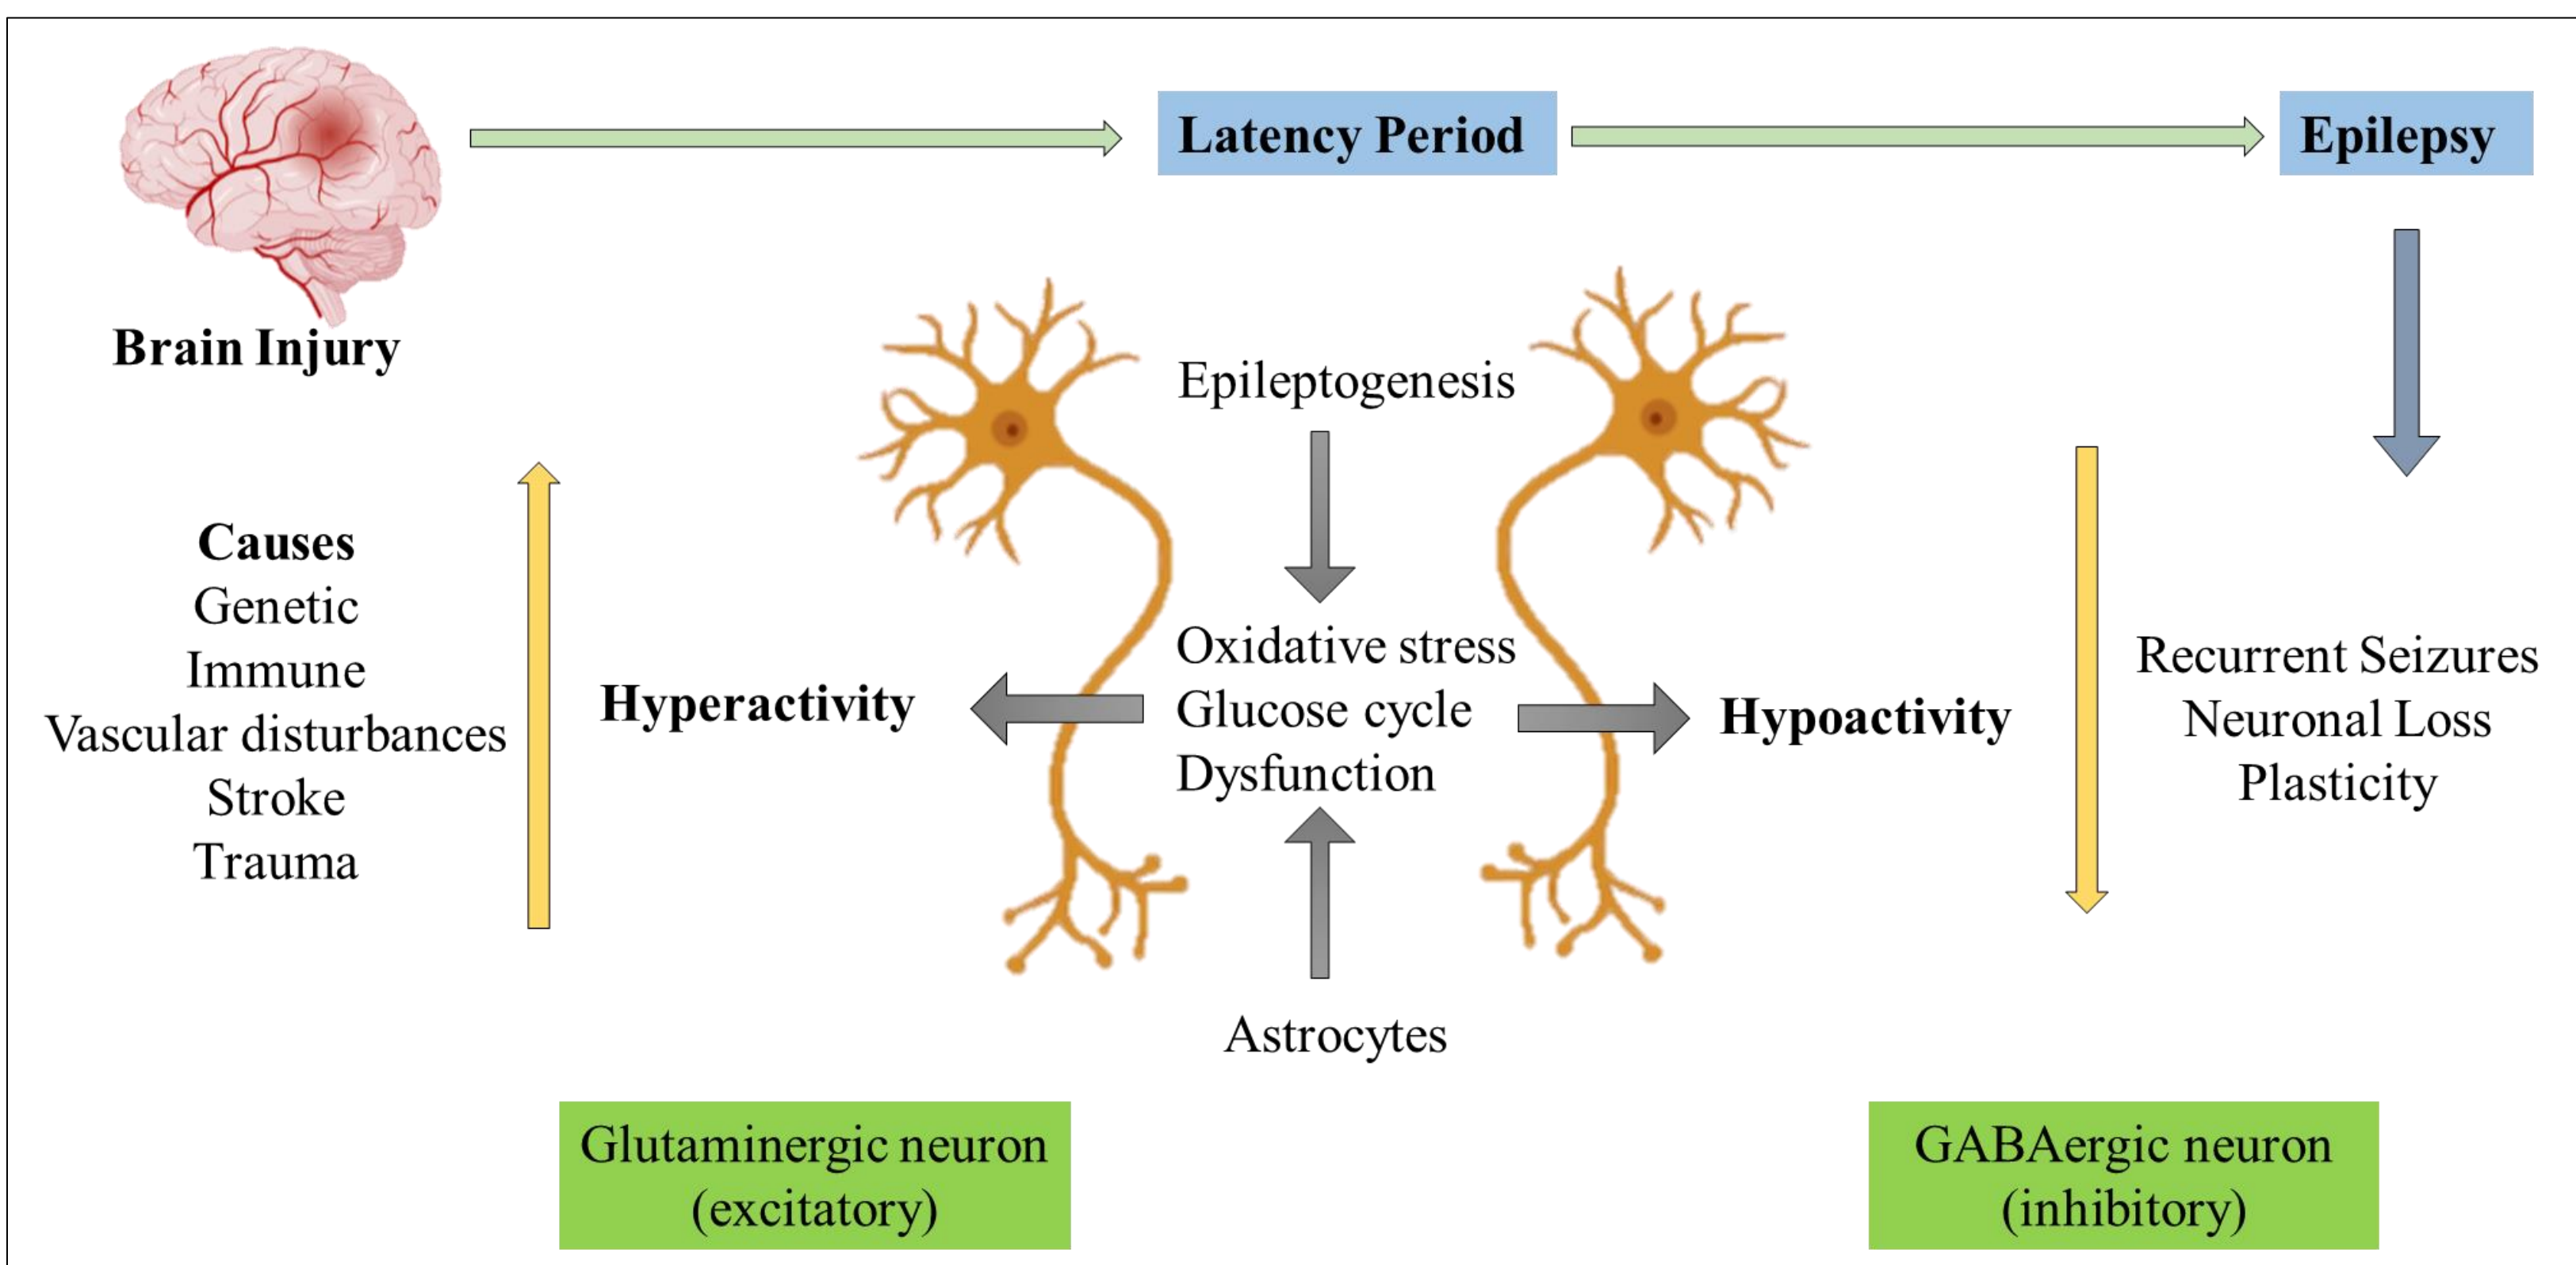 Latency Period
Epilepsy
Brain Injury
Epileptogenesis
Causes
Genetic
Immune
Vascular disturbances
Stroke
Trauma
Hyperactivity
Oxidative stress
Glucose cycle
Dysfunction
Hypoactivity
Recurrent Seizures
Neuronal Loss
Plasticity
Astrocytes
Glutaminergic neuron
(excitatory)
GABAergic neuron
(inhibitory)